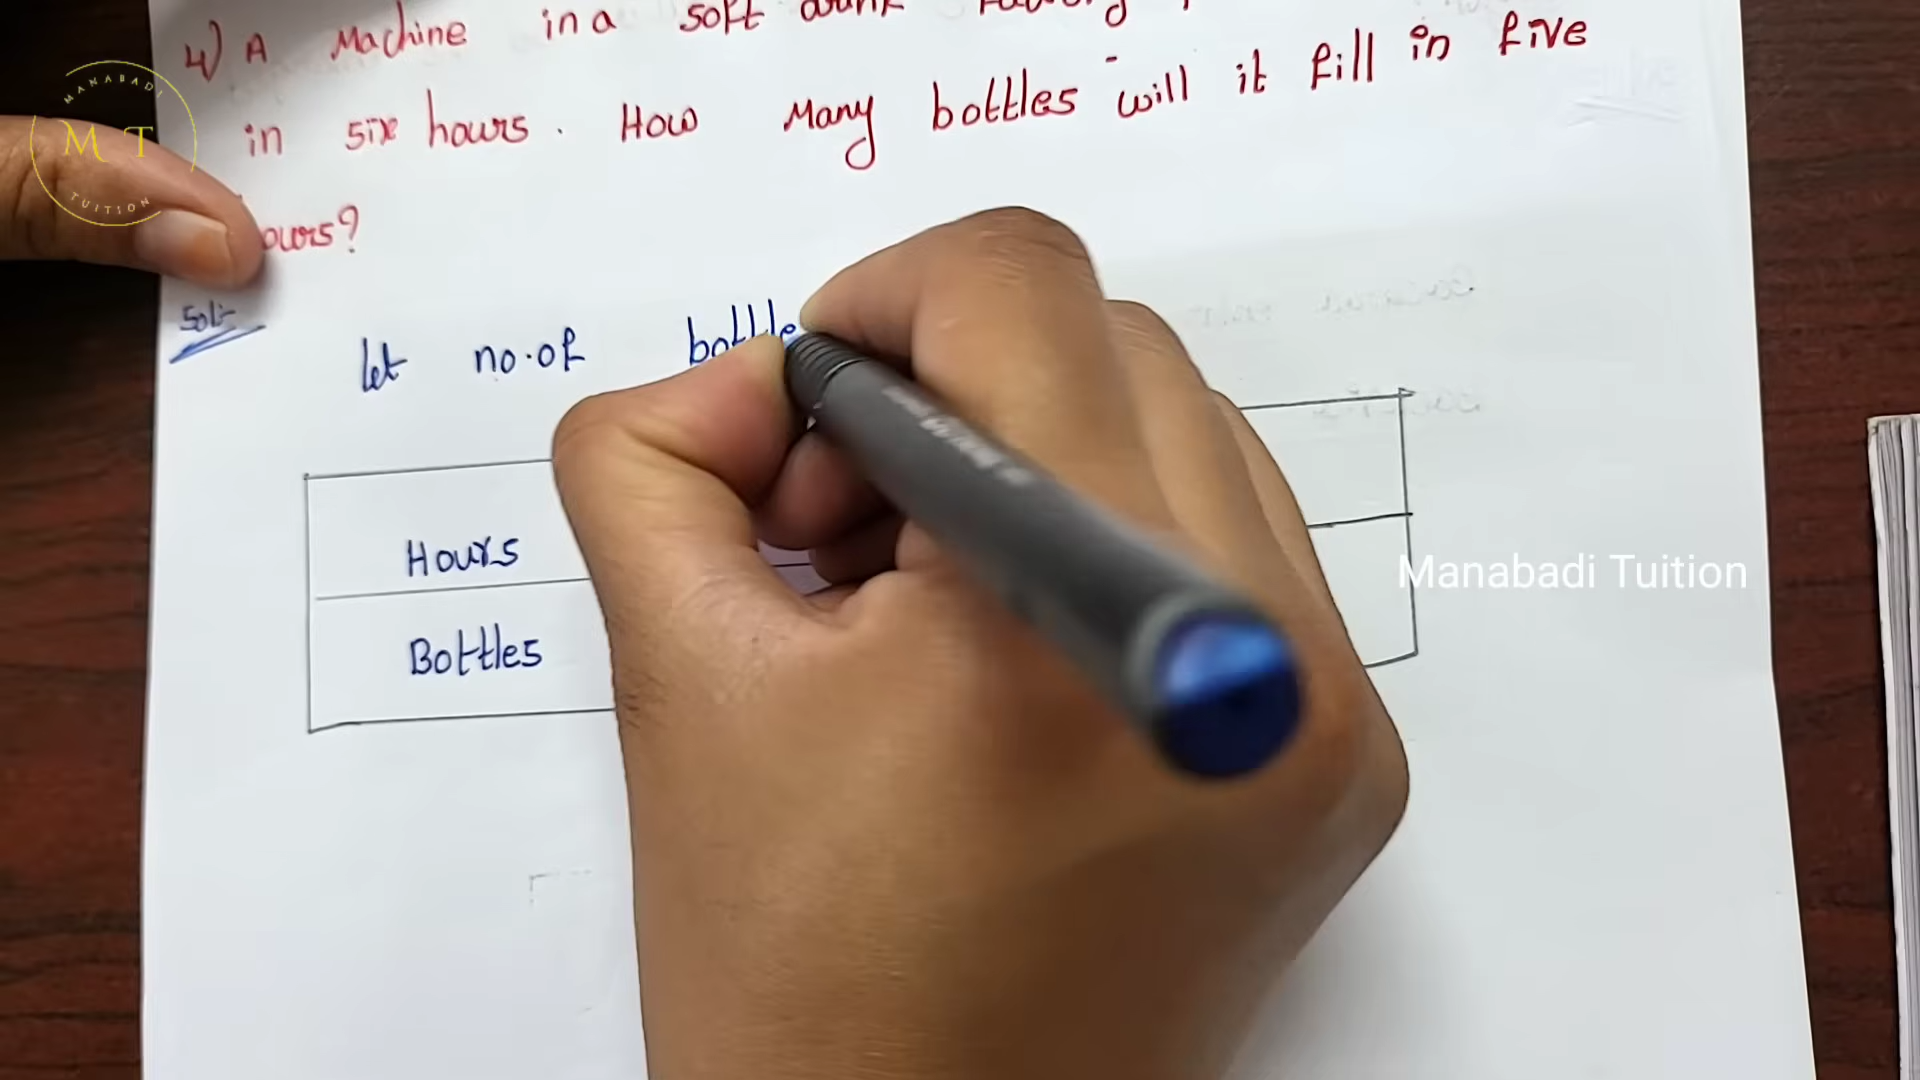 MANABADI
MT
TUITION
4) A Machine in a soft
in six hours. How Many bottles will it fill in five
ours?
Sol:-
let no.of bottle
Hours
Bottles
Manabadi Tuition